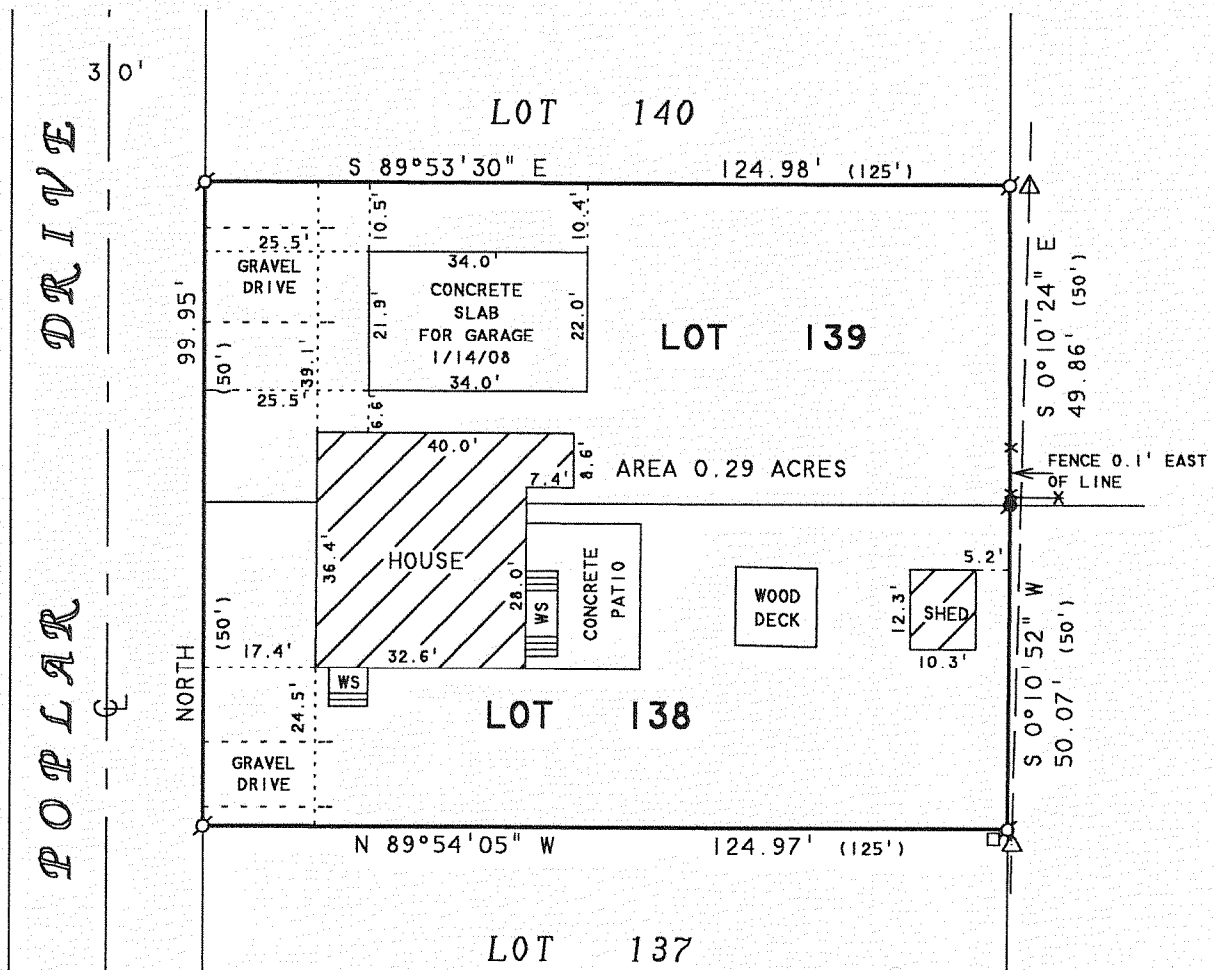 30'
POPLAR DRIVE
CL
LOT 140
S 89°53'30" E 124.98' (125')
10.5'
10.4'
25.5'
GRAVEL
DRIVE
34.0'
CONCRETE
SLAB
FOR GARAGE
1/14/08
34.0'
21.9'
22.0'
LOT 139
S 0°10'24" E
49.86' (50')
99.95'
(50')
39.1'
25.5'
6.6'
40.0'
8.6'
7.4'
AREA 0.29 ACRES
FENCE 0.1' EAST
OF LINE
x
x
x
36.4'
HOUSE
28.0'
WS
CONCRETE
PATIO
WOOD
DECK
5.2'
12.3'
SHED
10.3'
S 0°10'52" W
50.07' (50')
(50')
NORTH
17.4'
32.6'
WS
24.5'
LOT 138
GRAVEL
DRIVE
N 89°54'05" W 124.97' (125')
LOT 137